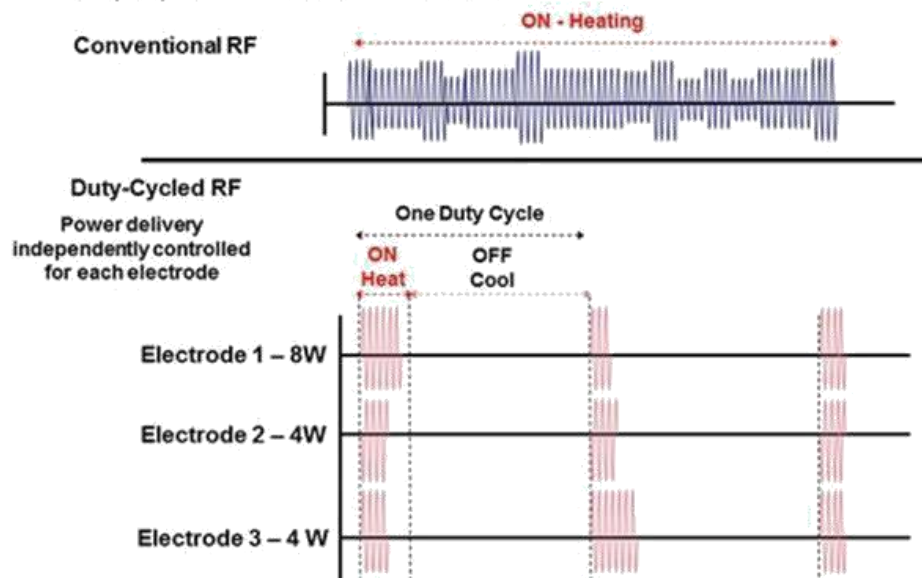 ON - Heating
Conventional RF
Duty-Cycled RF
Power delivery
independently controlled
for each electrode
One Duty Cycle
ON
Heat
OFF
Cool
Electrode 1 – 8W
Electrode 2 – 4W
Electrode 3 – 4 W